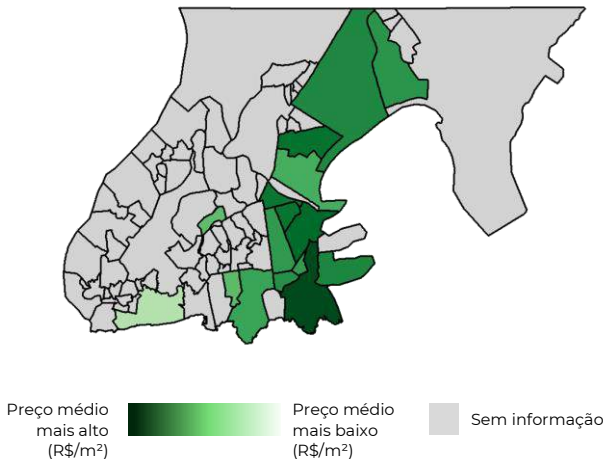 Preço médio
mais alto
(R$/m²)
Preço médio
mais baixo
(R$/m²)
Sem informação